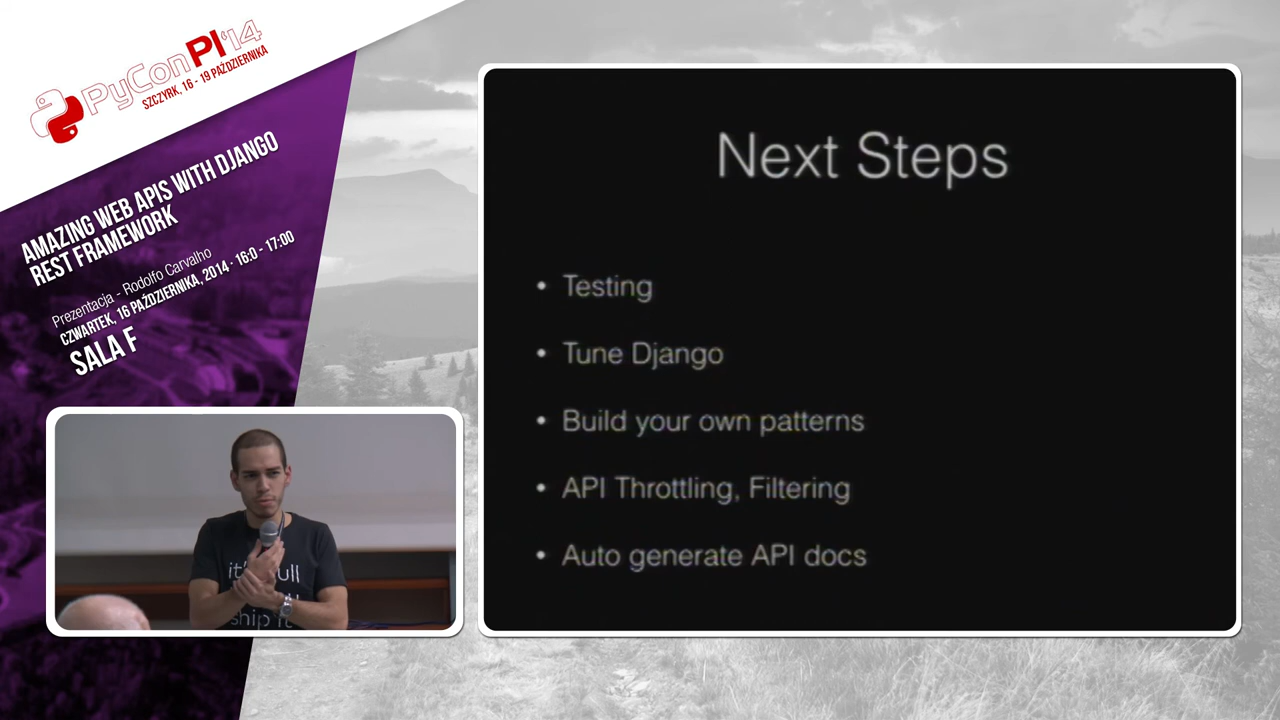 PyConPl'14
SZCZYRK, 16 - 19 PAŹDZIERNIKA
AMAZING WEB APIS WITH DJANGO
REST FRAMEWORK
Prezentacja - Rodolfo Carvalho
CZWARTEK, 16 PAŹDZIERNIKA, 2014 · 16:0 - 17:00
SALA F
Next Steps
• Testing
• Tune Django
• Build your own patterns
• API Throttling, Filtering
• Auto generate API docs
ship it